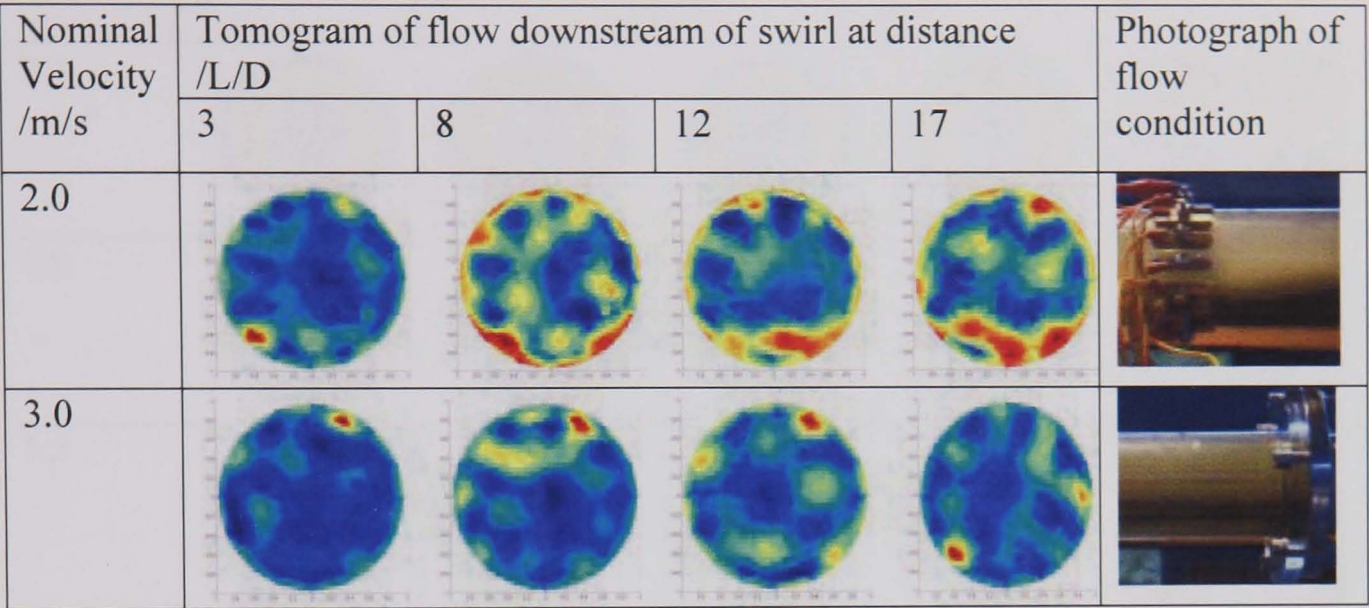 Nominal
Velocity
/m/s
Tomogram of flow downstream of swirl at distance
/L/D
Photograph of
flow
condition
3
8
12
17
2.0
3.0